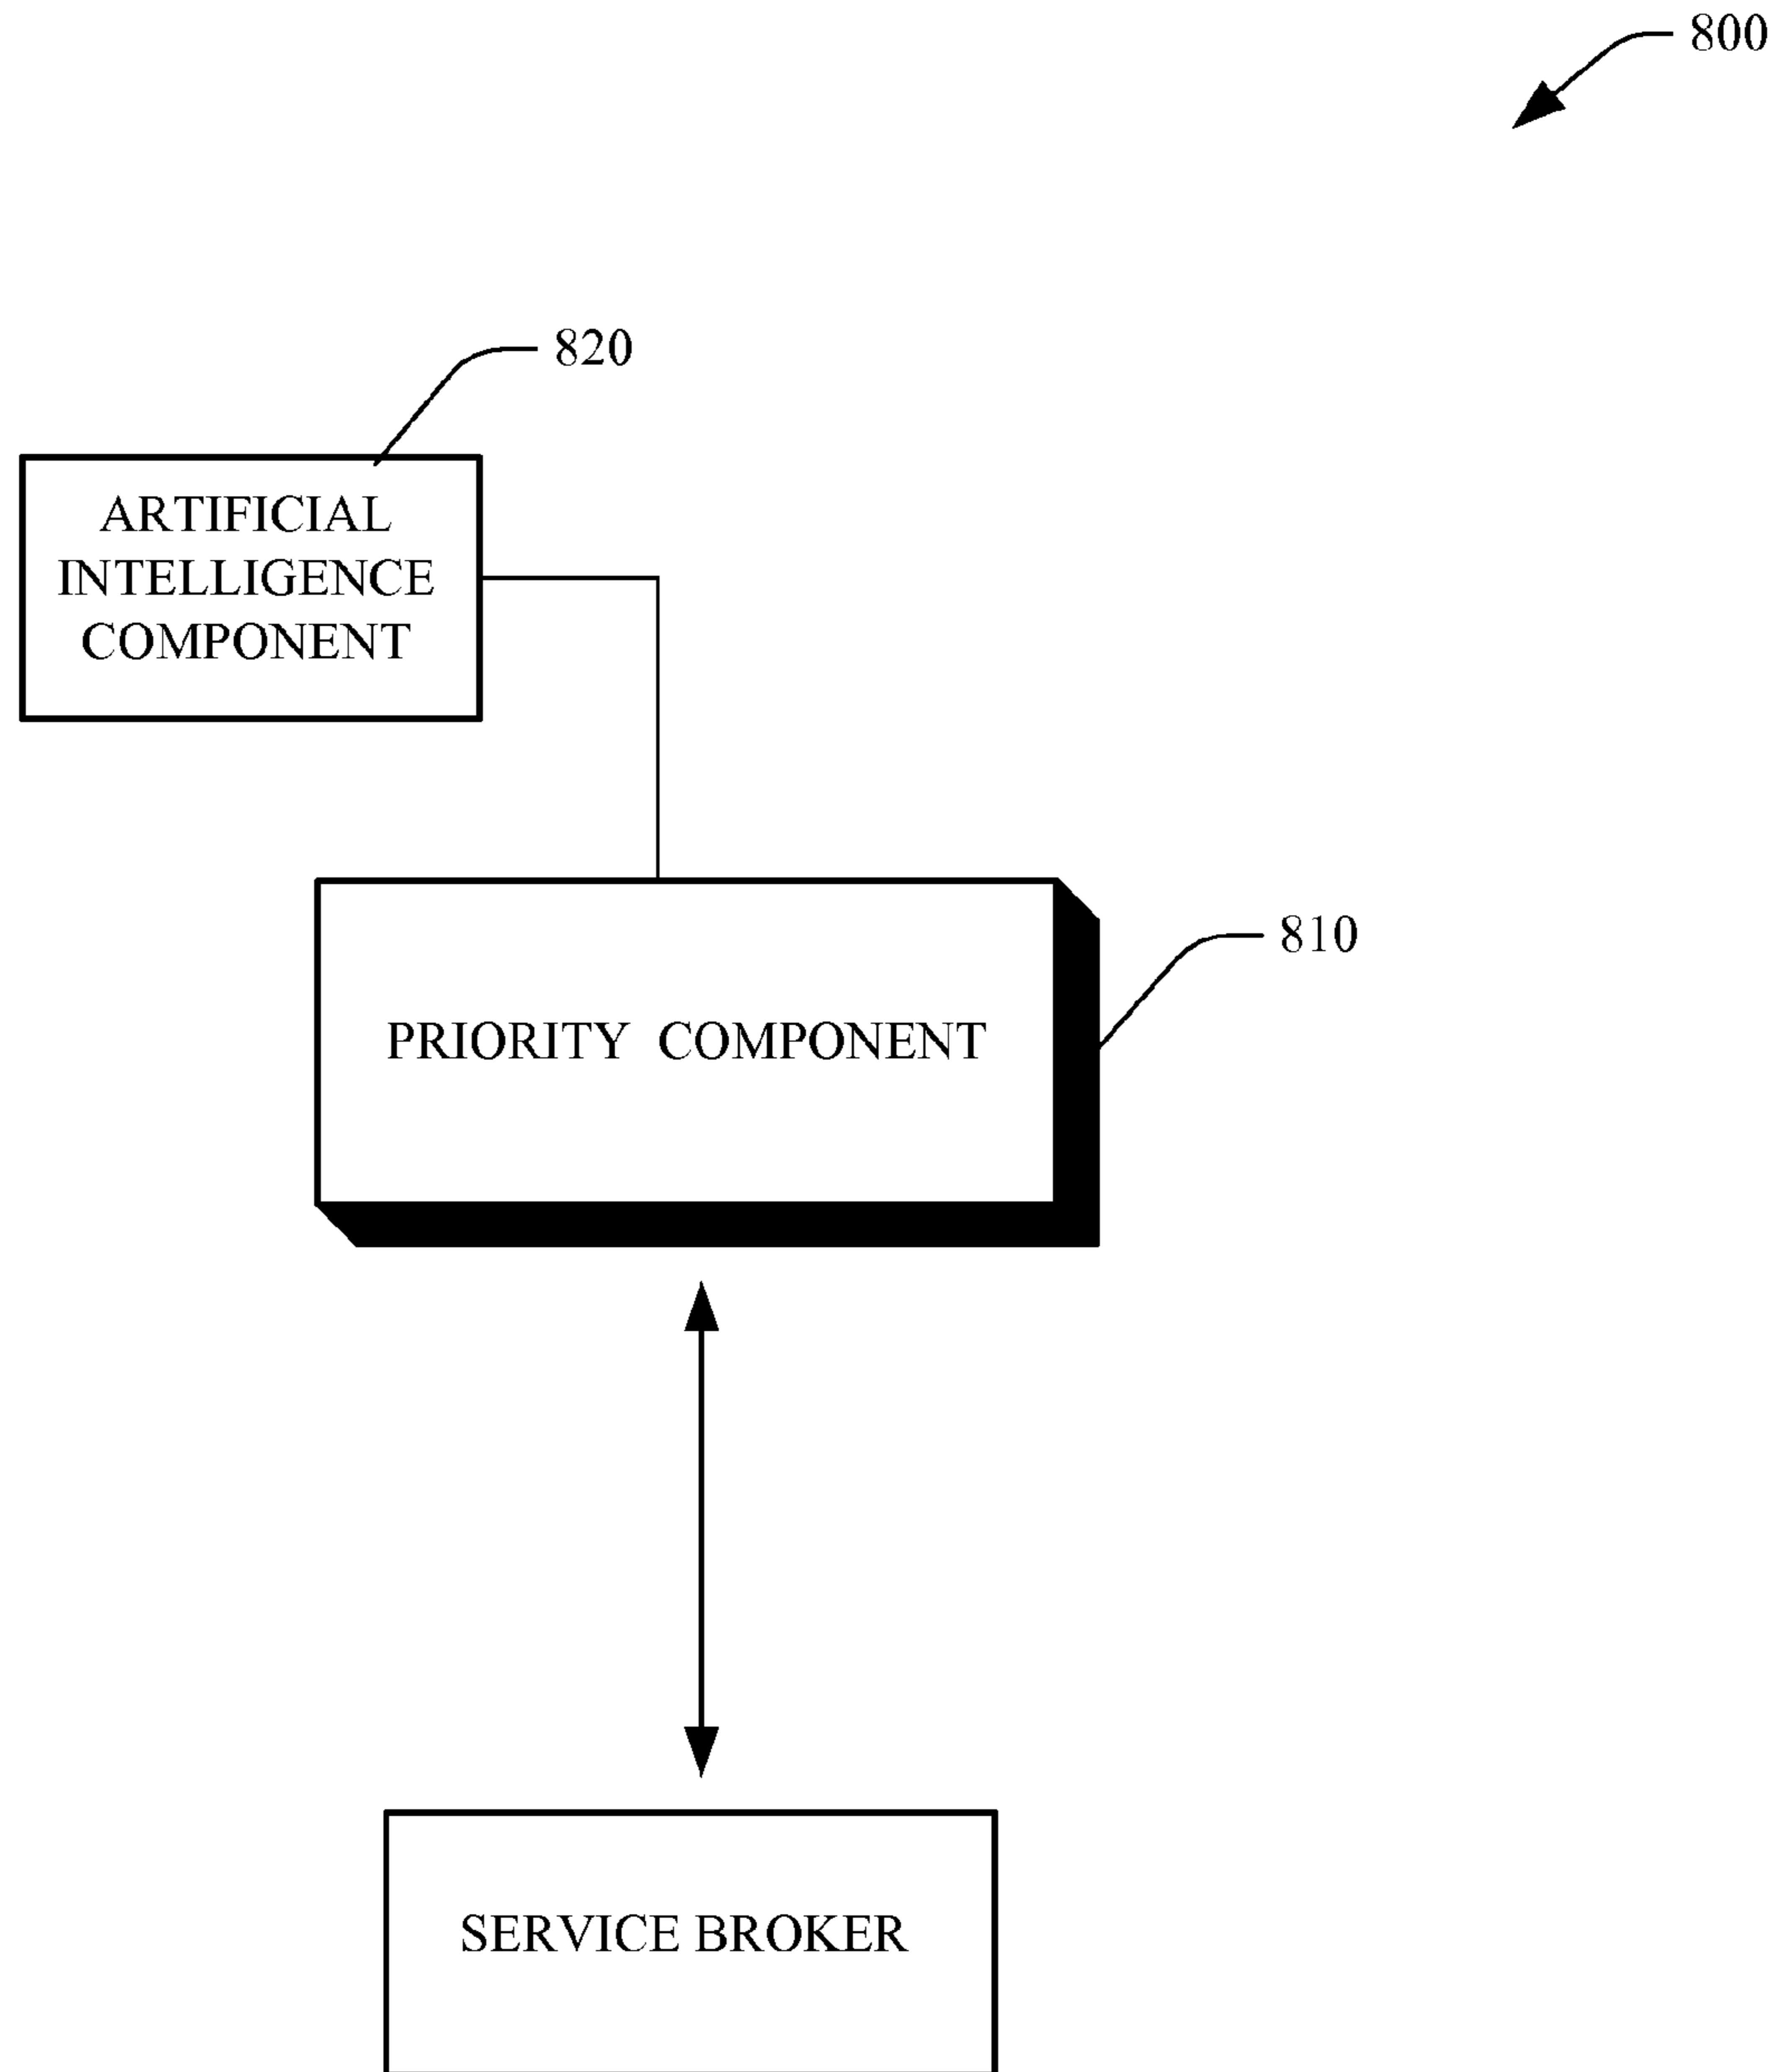 800
820
ARTIFICIAL
INTELLIGENCE
COMPONENT
810
PRIORITY COMPONENT
SERVICE BROKER